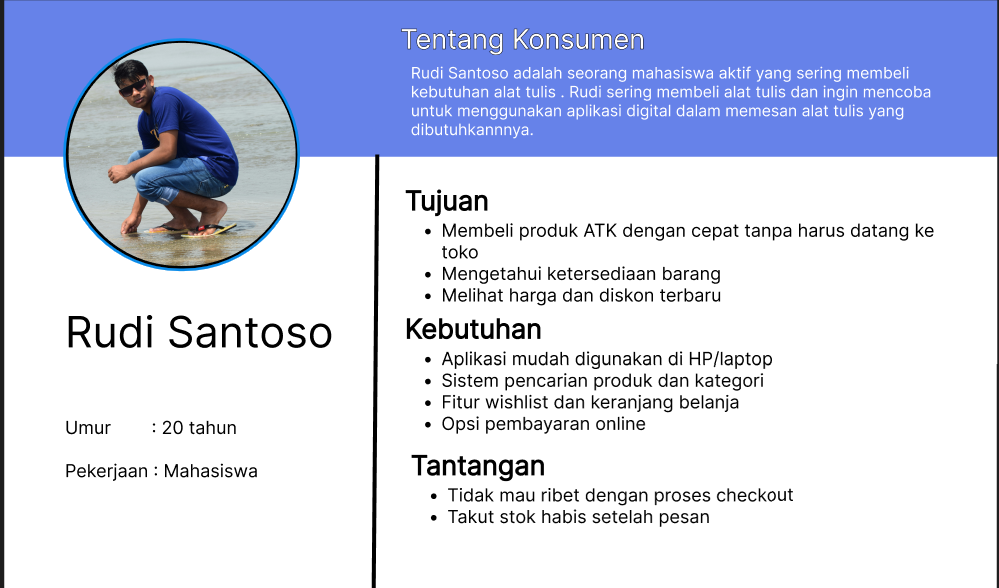 Tentang Konsumen
Rudi Santoso adalah seorang mahasiswa aktif yang sering membeli
kebutuhan alat tulis . Rudi sering membeli alat tulis dan ingin mencoba
untuk menggunakan aplikasi digital dalam memesan alat tulis yang
dibutuhkannnya.
Rudi Santoso
Umur : 20 tahun
Pekerjaan : Mahasiswa
Tujuan
• Membeli produk ATK dengan cepat tanpa harus datang ke
toko
• Mengetahui ketersediaan barang
• Melihat harga dan diskon terbaru
Kebutuhan
• Aplikasi mudah digunakan di HP/laptop
• Sistem pencarian produk dan kategori
• Fitur wishlist dan keranjang belanja
• Opsi pembayaran online
Tantangan
• Tidak mau ribet dengan proses checkout
• Takut stok habis setelah pesan